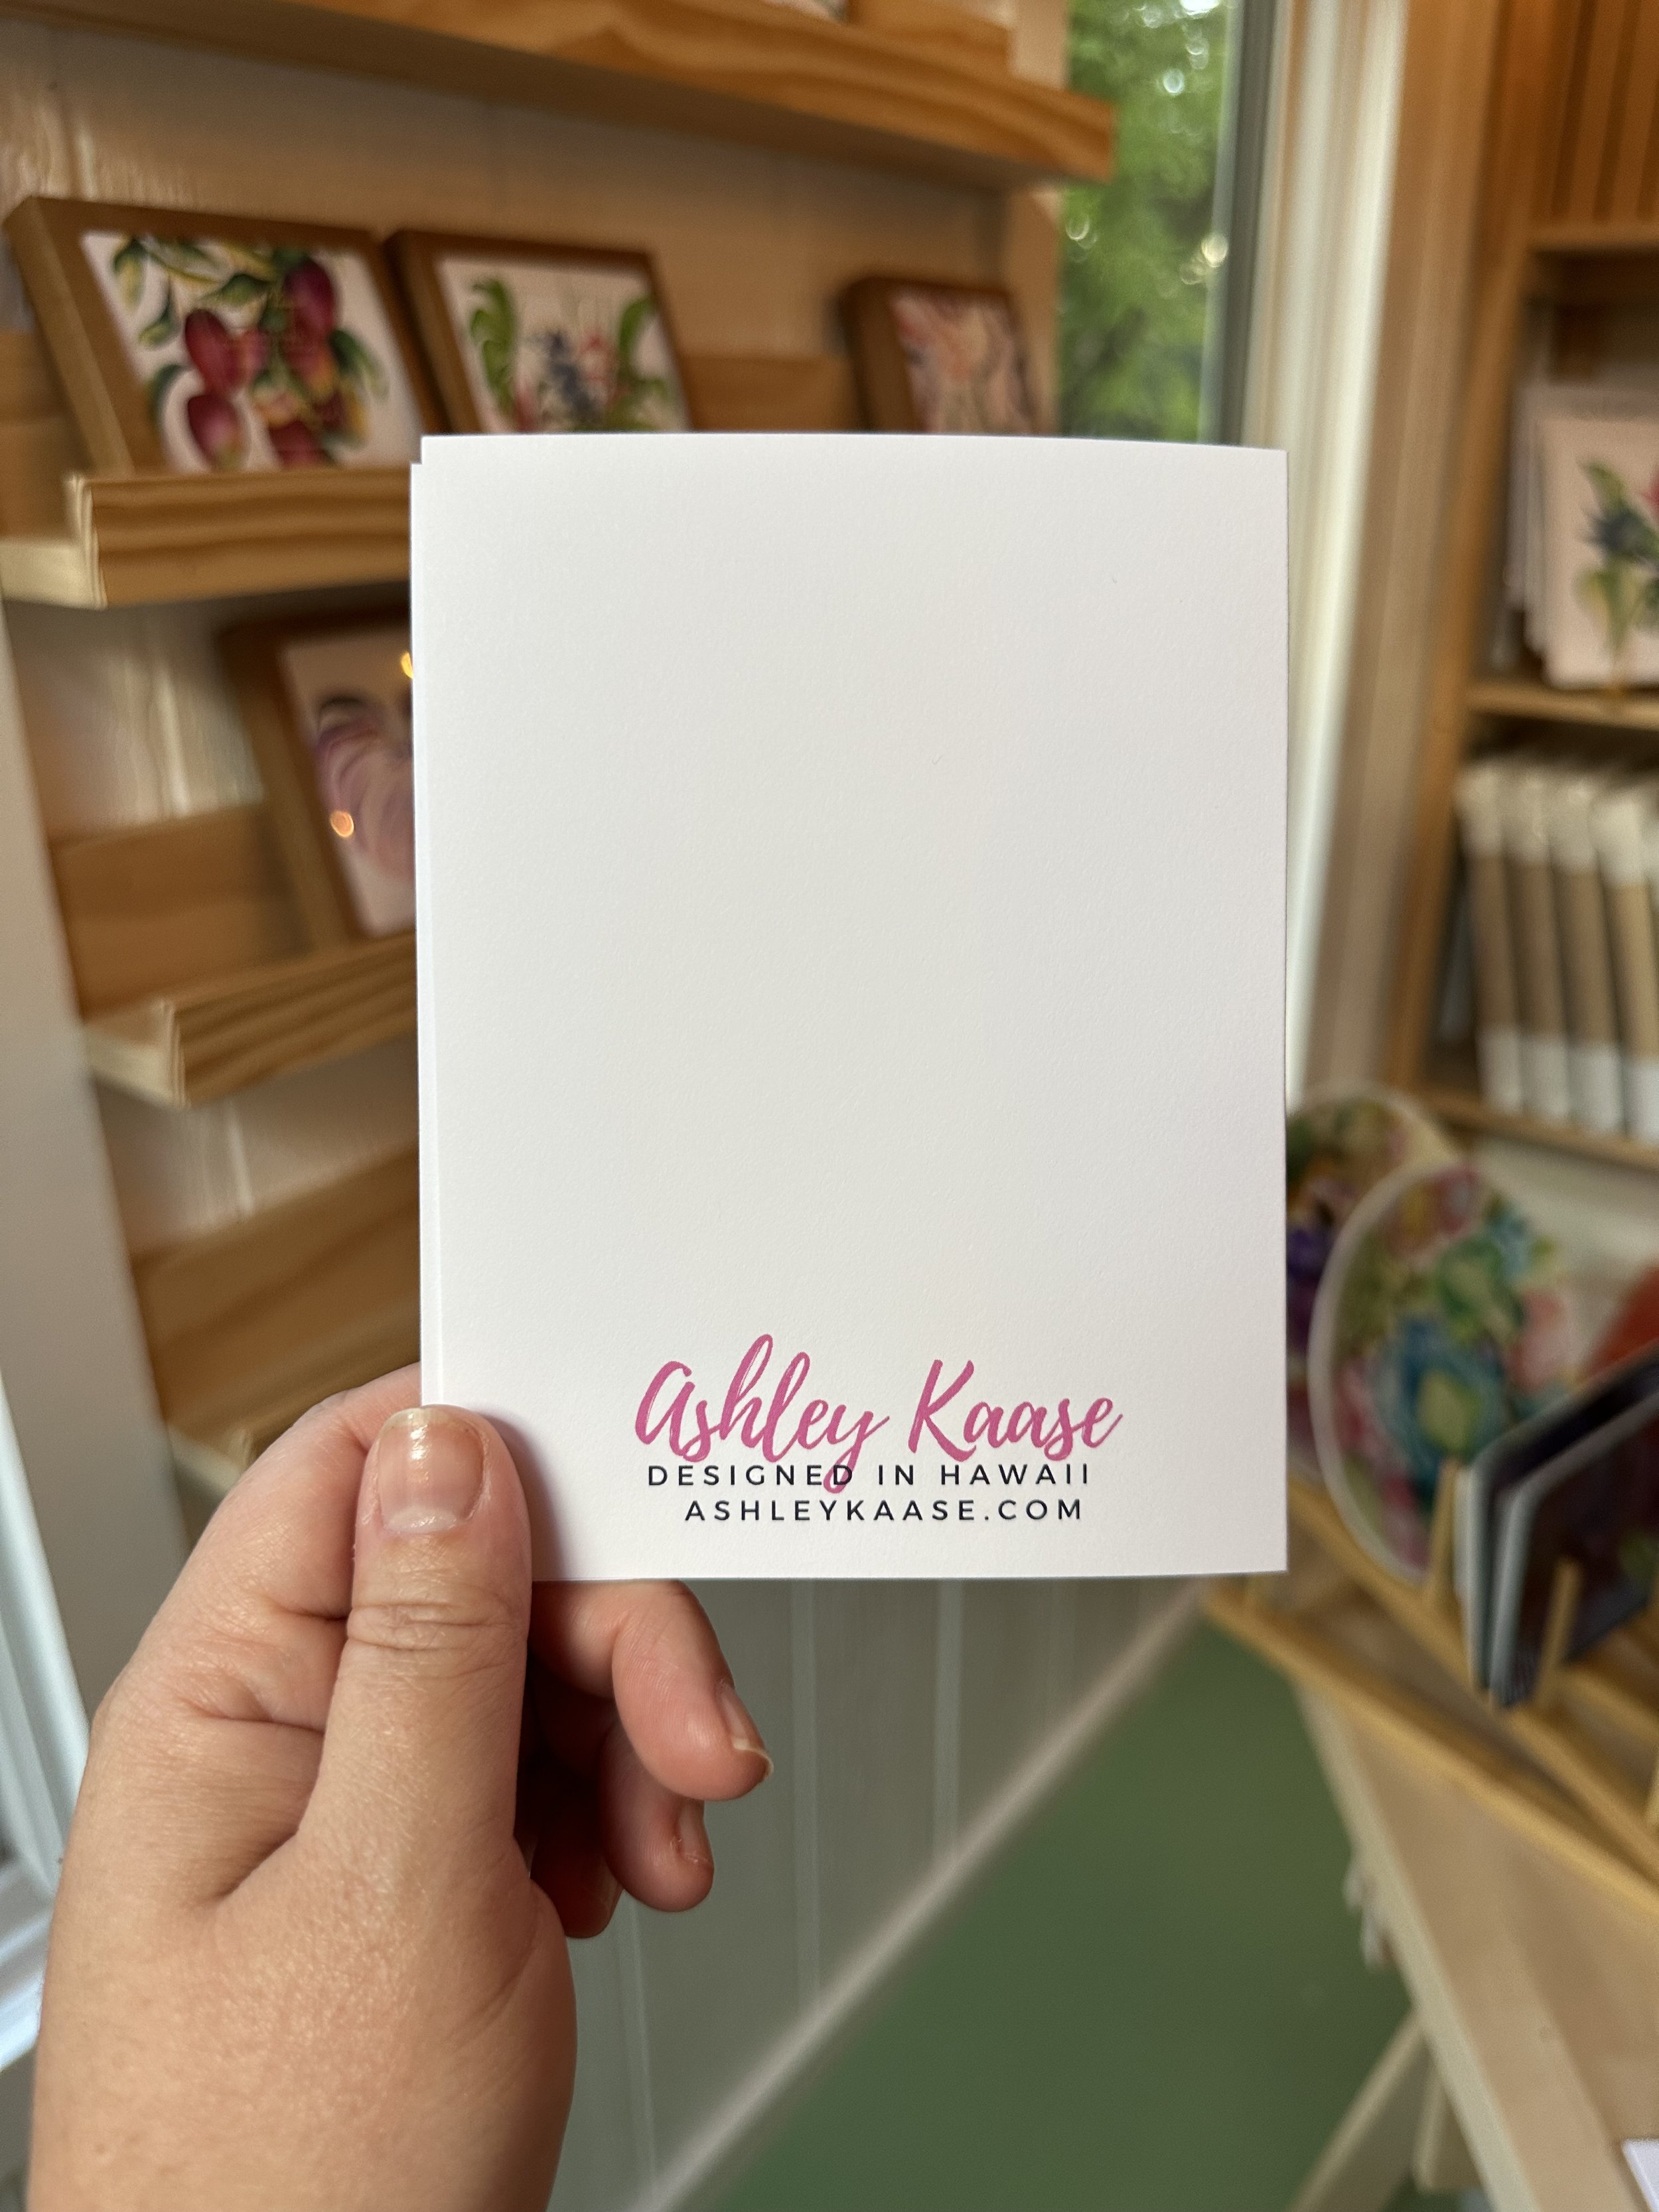 Ashley Kaase
DESIGNED IN HAWAII
ASHLEYKAASE.COM